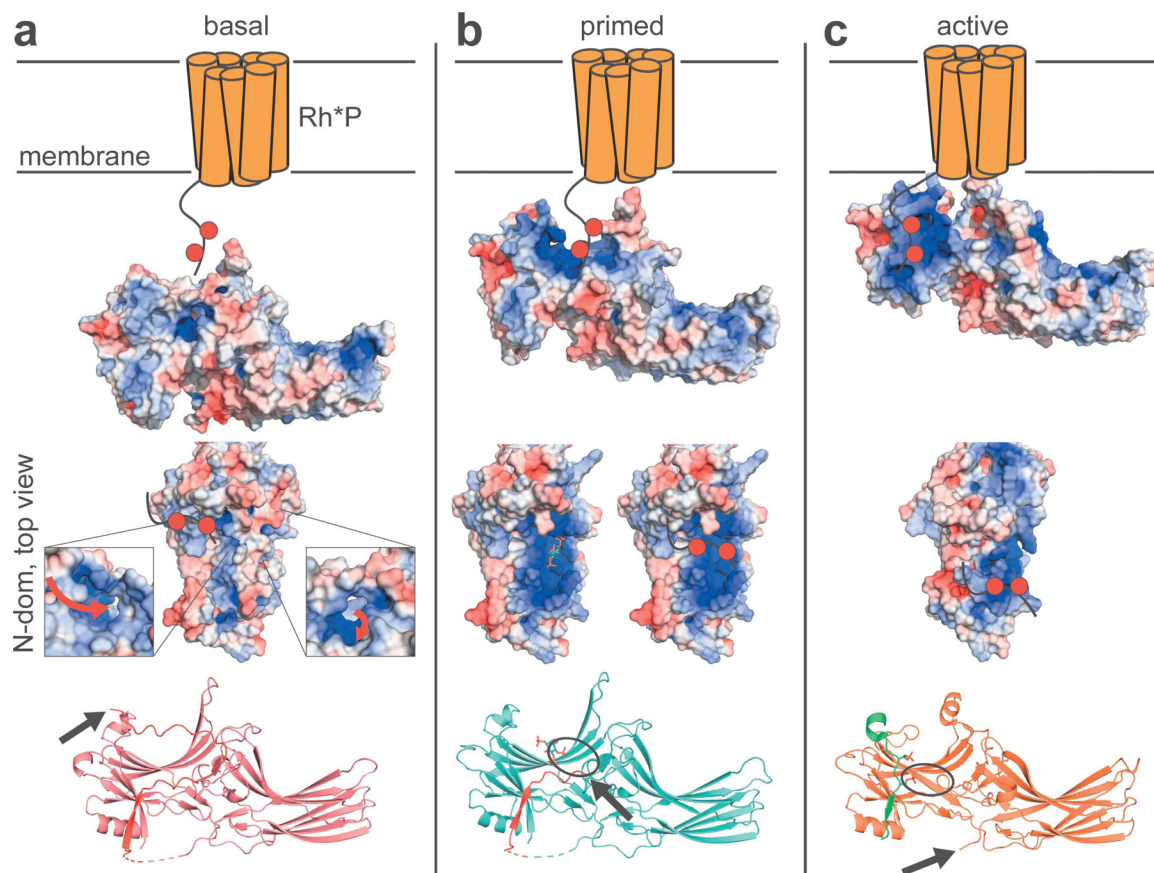 a basal
b primed
c active
Rh*P
membrane
N-dom, top view